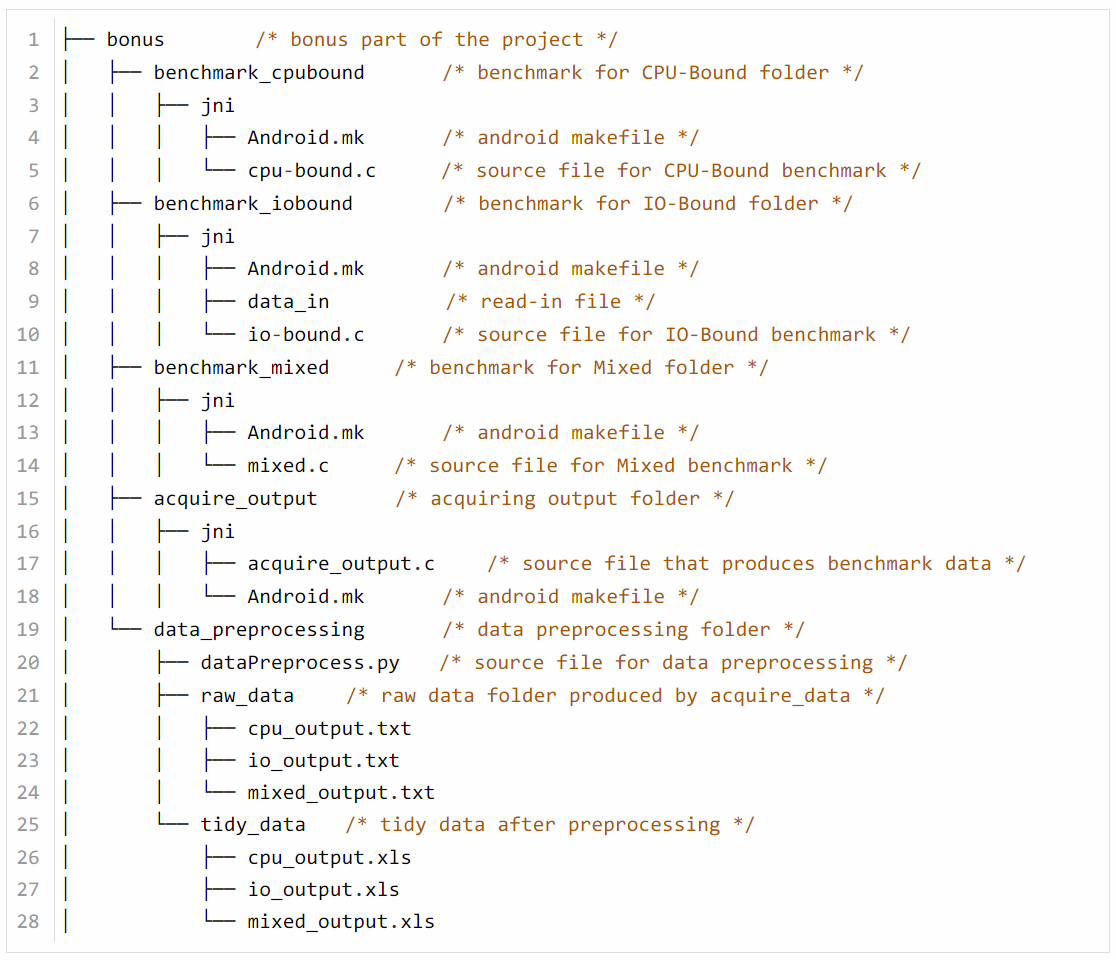 1 ├── bonus        /* bonus part of the project */
2 │   ├── benchmark_cpubound       /* benchmark for CPU-Bound folder */
3 │   │   ├── jni
4 │   │   │   ├── Android.mk       /* android makefile */
5 │   │   │   └── cpu-bound.c      /* source file for CPU-Bound benchmark */
6 │   ├── benchmark_iobound        /* benchmark for IO-Bound folder */
7 │   │   ├── jni
8 │   │   │   ├── Android.mk       /* android makefile */
9 │   │   │   ├── data_in          /* read-in file */
10 │   │   │   └── io-bound.c       /* source file for IO-Bound benchmark */
11 │   ├── benchmark_mixed      /* benchmark for Mixed folder */
12 │   │   ├── jni
13 │   │   │   ├── Android.mk       /* android makefile */
14 │   │   │   └── mixed.c      /* source file for Mixed benchmark */
15 │   ├── acquire_output       /* acquiring output folder */
16 │   │   ├── jni
17 │   │   │   ├── acquire_output.c     /* source file that produces benchmark data */
18 │   │   │   └── Android.mk       /* android makefile */
19 │   └── data_preprocessing       /* data preprocessing folder */
20 │       ├── dataPreprocess.py    /* source file for data preprocessing */
21 │       ├── raw_data     /* raw data folder produced by acquire_data */
22 │       │   ├── cpu_output.txt
23 │       │   ├── io_output.txt
24 │       │   └── mixed_output.txt
25 │       └── tidy_data    /* tidy data after preprocessing */
26 │           ├── cpu_output.xls
27 │           ├── io_output.xls
28 │           └── mixed_output.xls